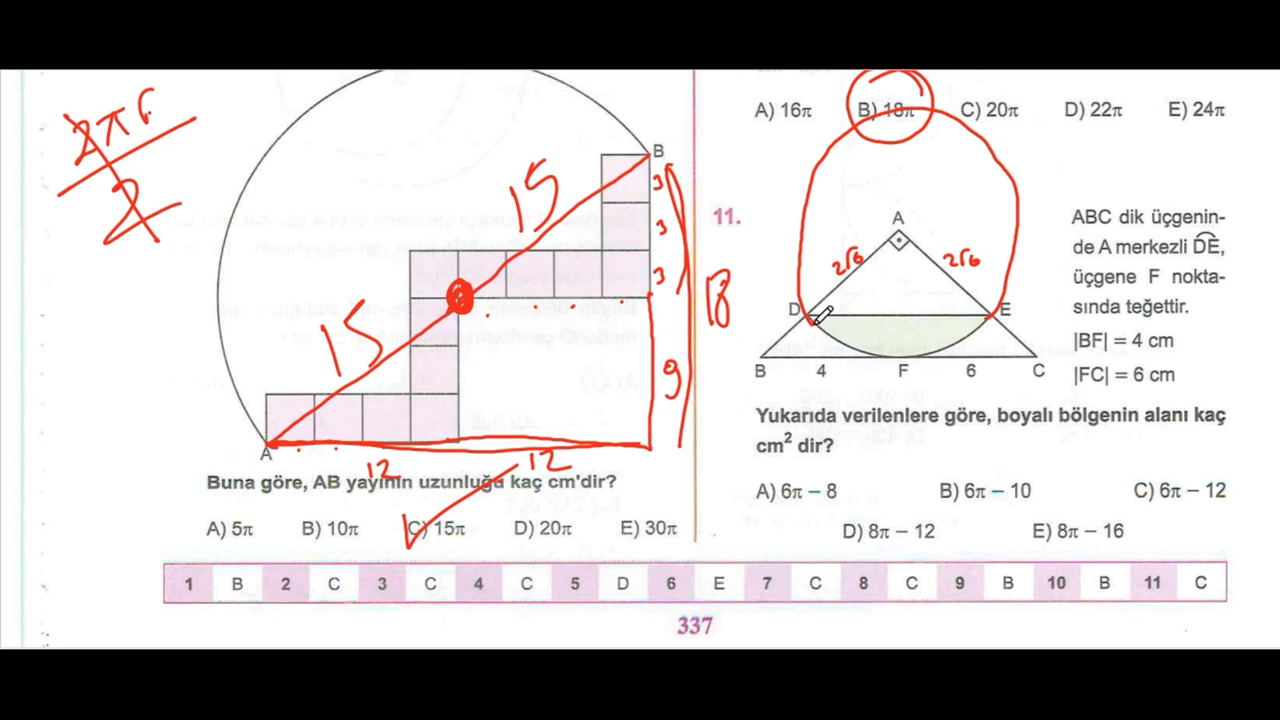 2πr
2
B
15
3
3
3
15
18
9
A
12
12
Buna göre, AB yayının uzunluğu kaç cm'dir?
A) 5π B) 10π C) 15π D) 20π E) 30π
A) 16π B) 18π C) 20π D) 22π E) 24π
11.
ABC dik üçgenin-
de A merkezli DE,
üçgene F nokta-
sında teğettir.
|BF| = 4 cm
|FC| = 6 cm
A
2√6 2√6
D E
B 4 F 6 C
Yukarıda verilenlere göre, boyalı bölgenin alanı kaç
cm² dir?
A) 6π – 8 B) 6π – 10 C) 6π – 12
D) 8π – 12 E) 8π – 16
1 B 2 C 3 C 4 C 5 D 6 E 7 C 8 C 9 B 10 B 11 C
337